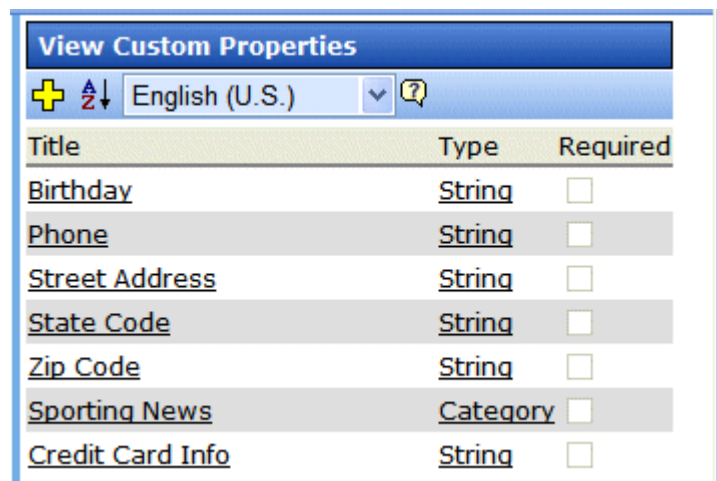 View Custom Properties
English (U.S.)
Title Type Required
Birthday String
Phone String
Street Address String
State Code String
Zip Code String
Sporting News Category
Credit Card Info String